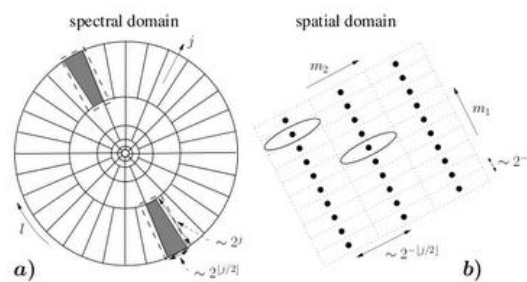 spectral domain
spatial domain
j
l
~ 2^j
~ 2^{⌊j/2⌋}
a)
m_2
m_1
~ 2^-
~ 2^{-⌊j/2⌋}
b)